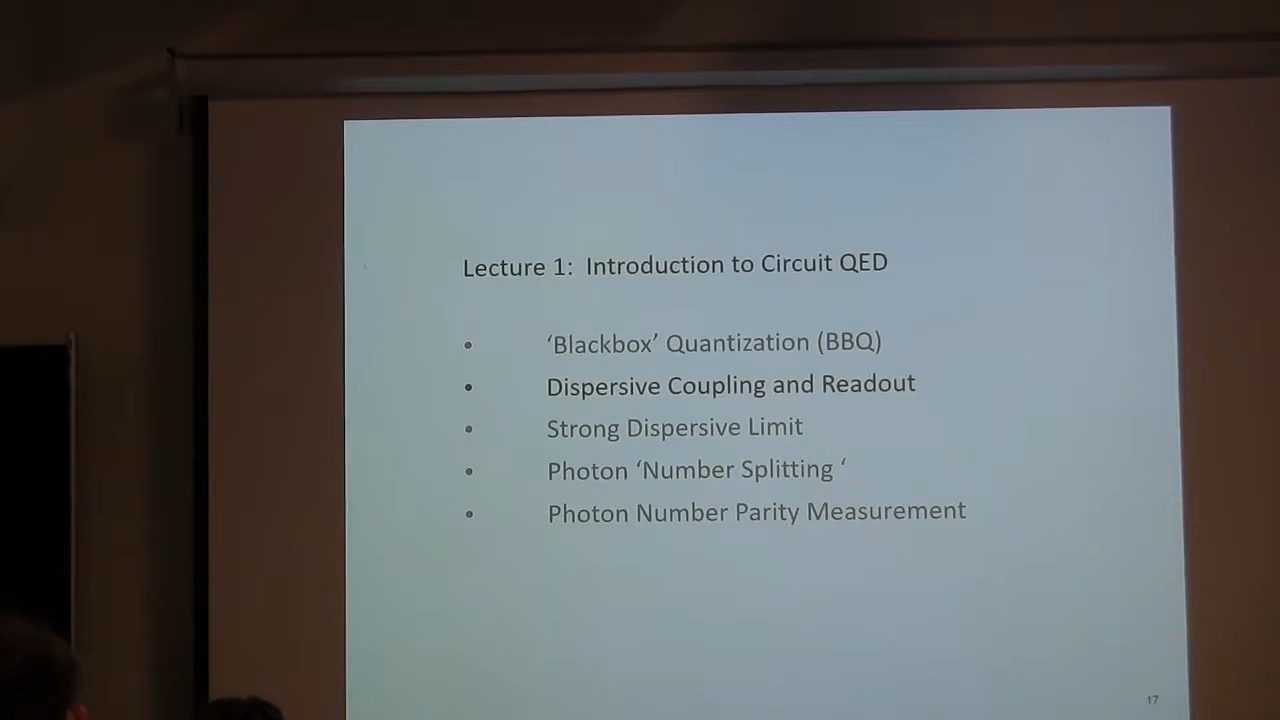 Lecture 1: Introduction to Circuit QED
• ‘Blackbox’ Quantization (BBQ)
• Dispersive Coupling and Readout
• Strong Dispersive Limit
• Photon ‘Number Splitting ‘
• Photon Number Parity Measurement
17